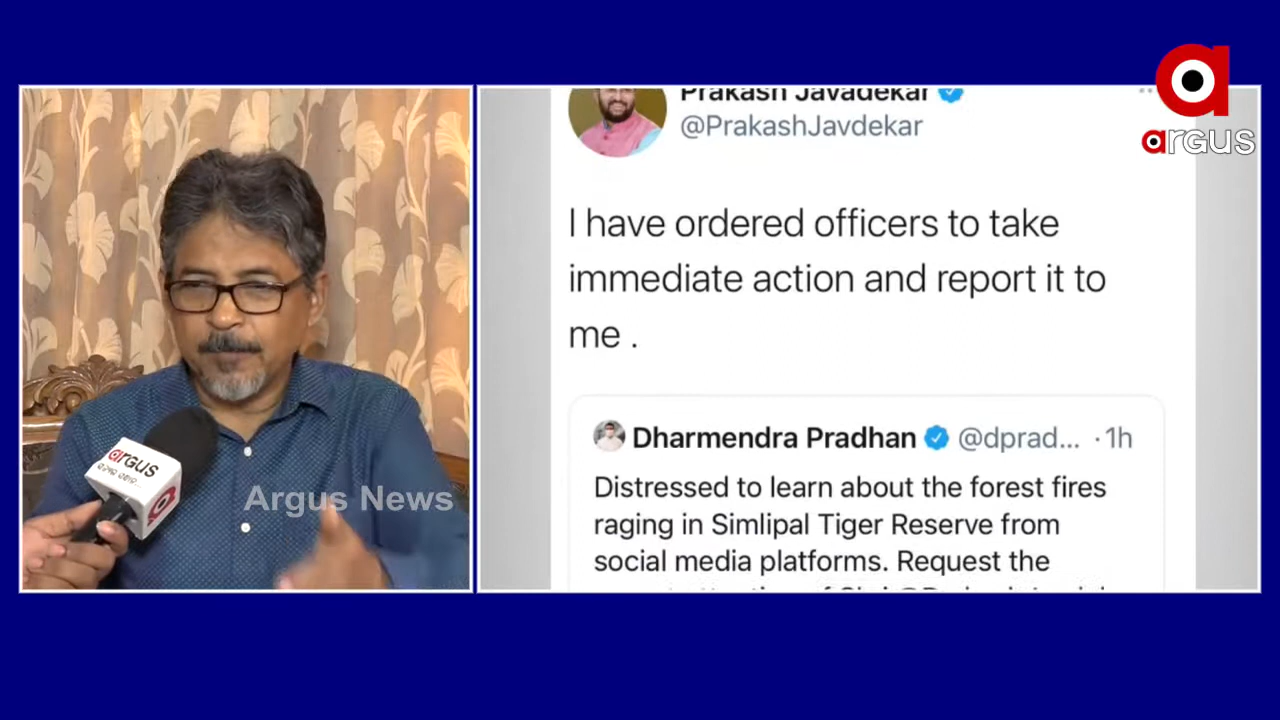 Prakash Javadekar
@PrakashJavdekar
I have ordered officers to take
immediate action and report it to
me .
Dharmendra Pradhan @dprad... · 1h
Distressed to learn about the forest fires
raging in Simlipal Tiger Reserve from
social media platforms. Request the
argus
argus
Argus News